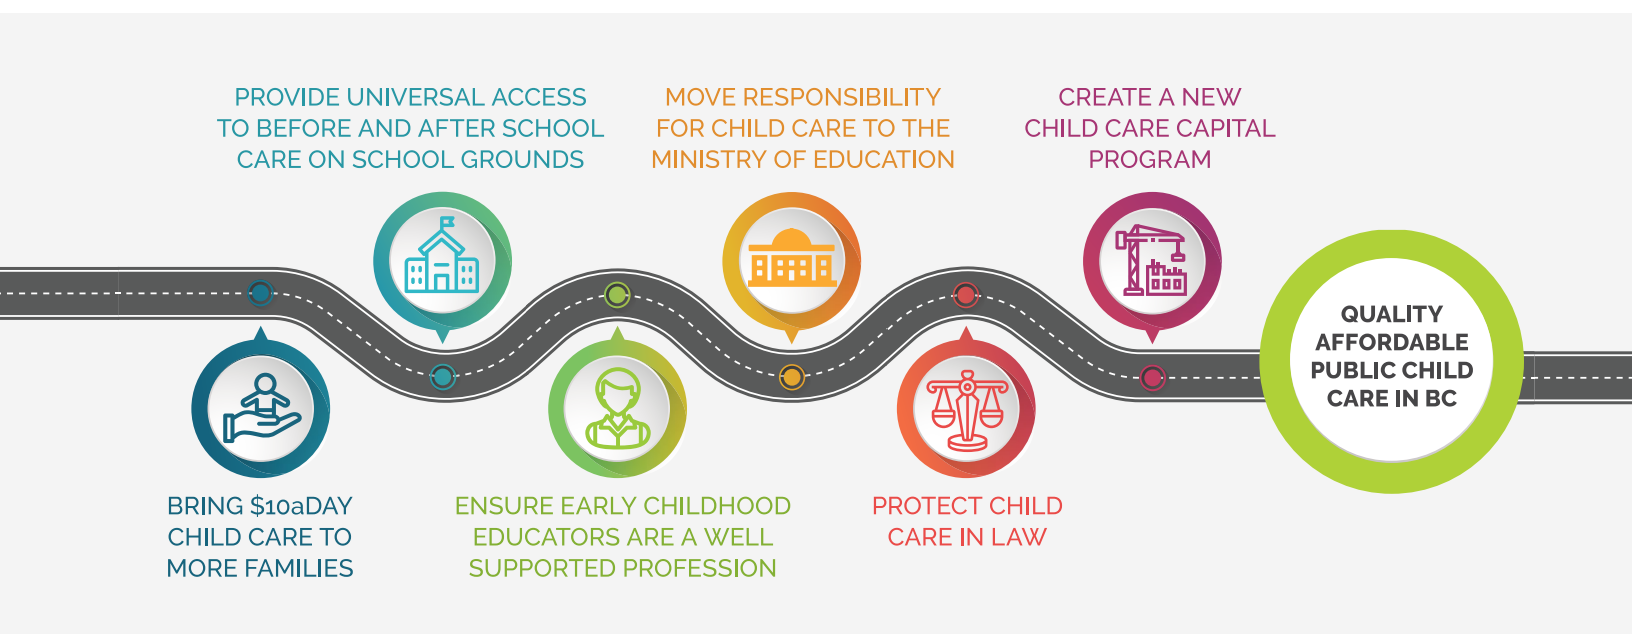 PROVIDE UNIVERSAL ACCESS
TO BEFORE AND AFTER SCHOOL
CARE ON SCHOOL GROUNDS
MOVE RESPONSIBILITY
FOR CHILD CARE TO THE
MINISTRY OF EDUCATION
CREATE A NEW
CHILD CARE CAPITAL
PROGRAM
QUALITY
AFFORDABLE
PUBLIC CHILD
CARE IN BC
BRING $10aDAY
CHILD CARE TO
MORE FAMILIES
ENSURE EARLY CHILDHOOD
EDUCATORS ARE A WELL
SUPPORTED PROFESSION
PROTECT CHILD
CARE IN LAW